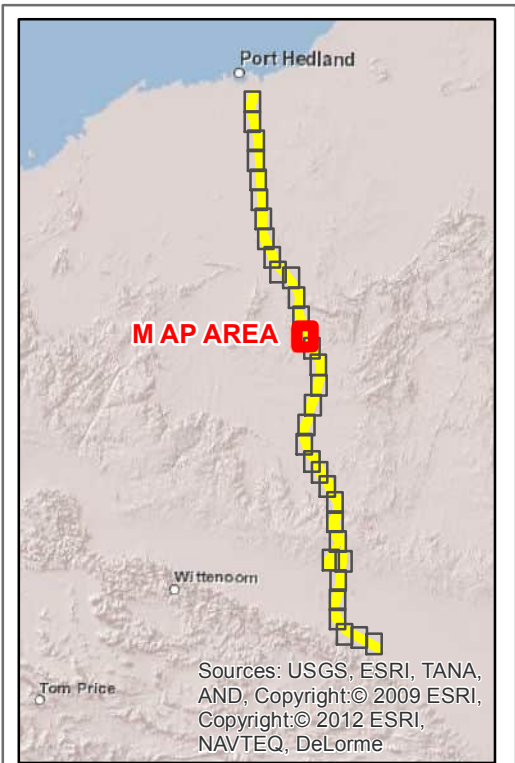 Port Hedland
M AP AREA
Wittenoom
Tom Price
Sources: USGS, ESRI, TANA,
AND, Copyright:© 2009 ESRI,
Copyright:© 2012 ESRI,
NAVTEQ, DeLorme